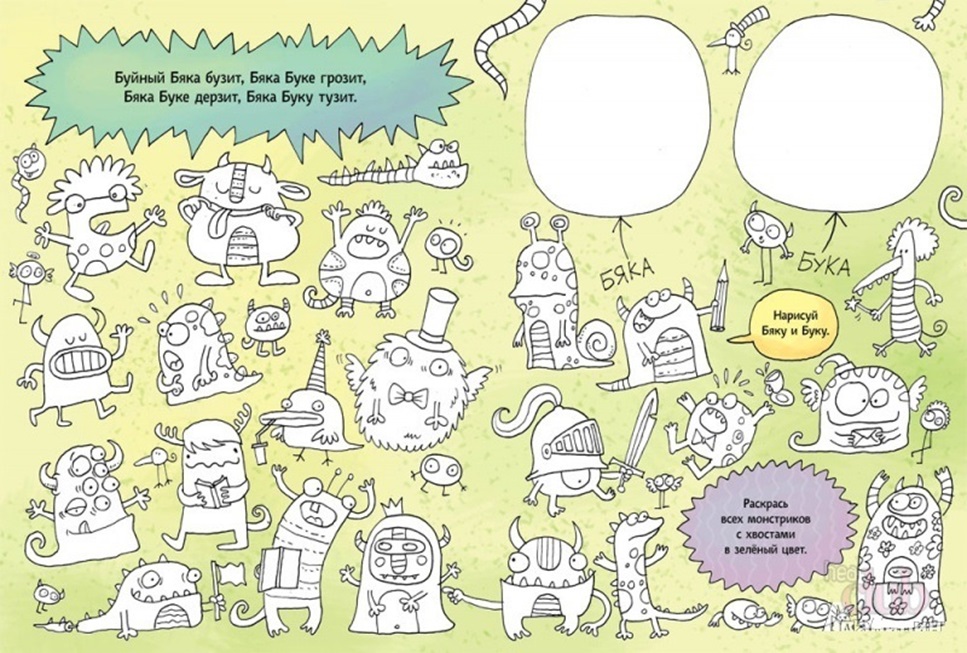 Буйный Бяка бузит, Бяка Буке грозит,
Бяка Буке дерзит, Бяка Буку тузит.
БЯКА
БУКА
Нарисуй
Бяку и Буку.
Раскрась
всех монстриков
с хвостами
в зелёный цвет.